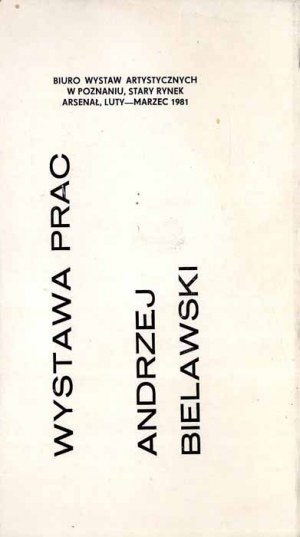 BIURO WYSTAW ARTYSTYCZNYCH
W POZNANIU, STARY RYNEK
ARSENAŁ, LUTY—MARZEC 1981
WYSTAWA PRAC
ANDRZEJ
BIELAWSKI